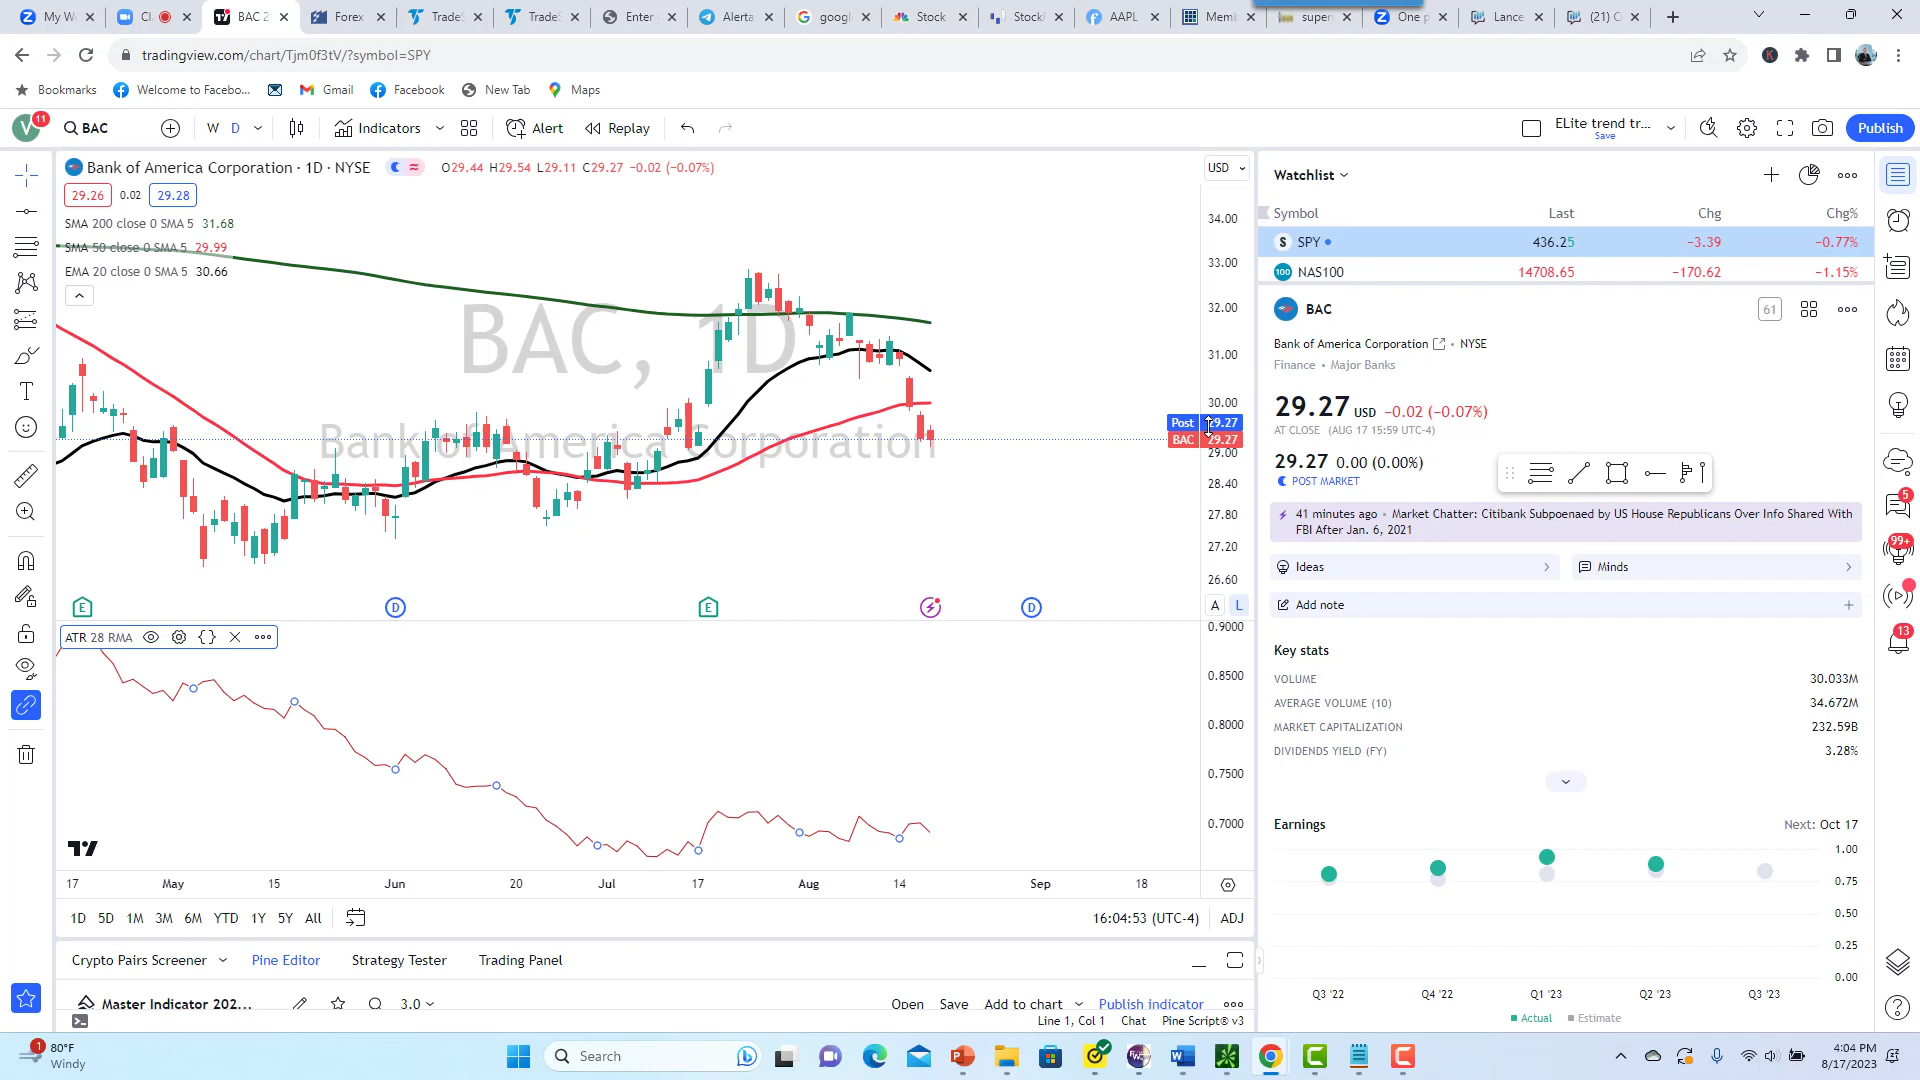 My W
Cl
BAC 2
Forex
TradeS
TradeS
Enter
Alerta
googl
Stock
StockF
AAPL
Memb
super
One p
Lance
(21) C
tradingview.com/chart/Tjm0f3tV/?symbol=SPY
Bookmarks
Welcome to Facebo...
Gmail
Facebook
New Tab
Maps
V
11
BAC
W
D
Indicators
Alert
Replay
ELite trend tr...
Save
Publish
Bank of America Corporation · 1D · NYSE
O29.44 H29.54 L29.11 C29.27 −0.02 (−0.07%)
USD
29.26
0.02
29.28
SMA 200 close 0 SMA 5 31.68
SMA 50 close 0 SMA 5 29.99
EMA 20 close 0 SMA 5 30.66
BAC, 1D
Bank of America Corporation
34.00
33.00
32.00
31.00
30.00
Post 29.27
BAC 29.27
29.00
28.40
27.80
27.20
26.60
E
D
E
D
A
L
ATR 28 RMA
0.9000
0.8500
0.8000
0.7500
0.7000
17
May
15
Jun
20
Jul
17
Aug
14
Sep
18
1D
5D
1M
3M
6M
YTD
1Y
5Y
All
16:04:53 (UTC-4)
ADJ
Crypto Pairs Screener
Pine Editor
Strategy Tester
Trading Panel
Master Indicator 202...
3.0
Open
Save
Add to chart
Publish indicator
Line 1, Col 1
Chat
Pine Script® v3
Watchlist
Symbol
Last
Chg
Chg%
SPY
436.25
−3.39
−0.77%
100
NAS100
14708.65
−170.62
−1.15%
BAC
61
Bank of America Corporation
• NYSE
Finance • Major Banks
29.27 USD −0.02 (−0.07%)
AT CLOSE (AUG 17 15:59 UTC-4)
29.27 0.00 (0.00%)
POST MARKET
41 minutes ago • Market Chatter: Citibank Subpoenaed by US House Republicans Over Info Shared With
FBI After Jan. 6, 2021
Ideas
Minds
Add note
Key stats
VOLUME
30.033M
AVERAGE VOLUME (10)
34.672M
MARKET CAPITALIZATION
232.59B
DIVIDENDS YIELD (FY)
3.28%
Earnings
Next: Oct 17
1.00
0.75
0.50
0.25
0.00
Q3 '22
Q4 '22
Q1 '23
Q2 '23
Q3 '23
Actual
Estimate
5
99+
13
1
80°F
Windy
Search
4:04 PM
8/17/2023